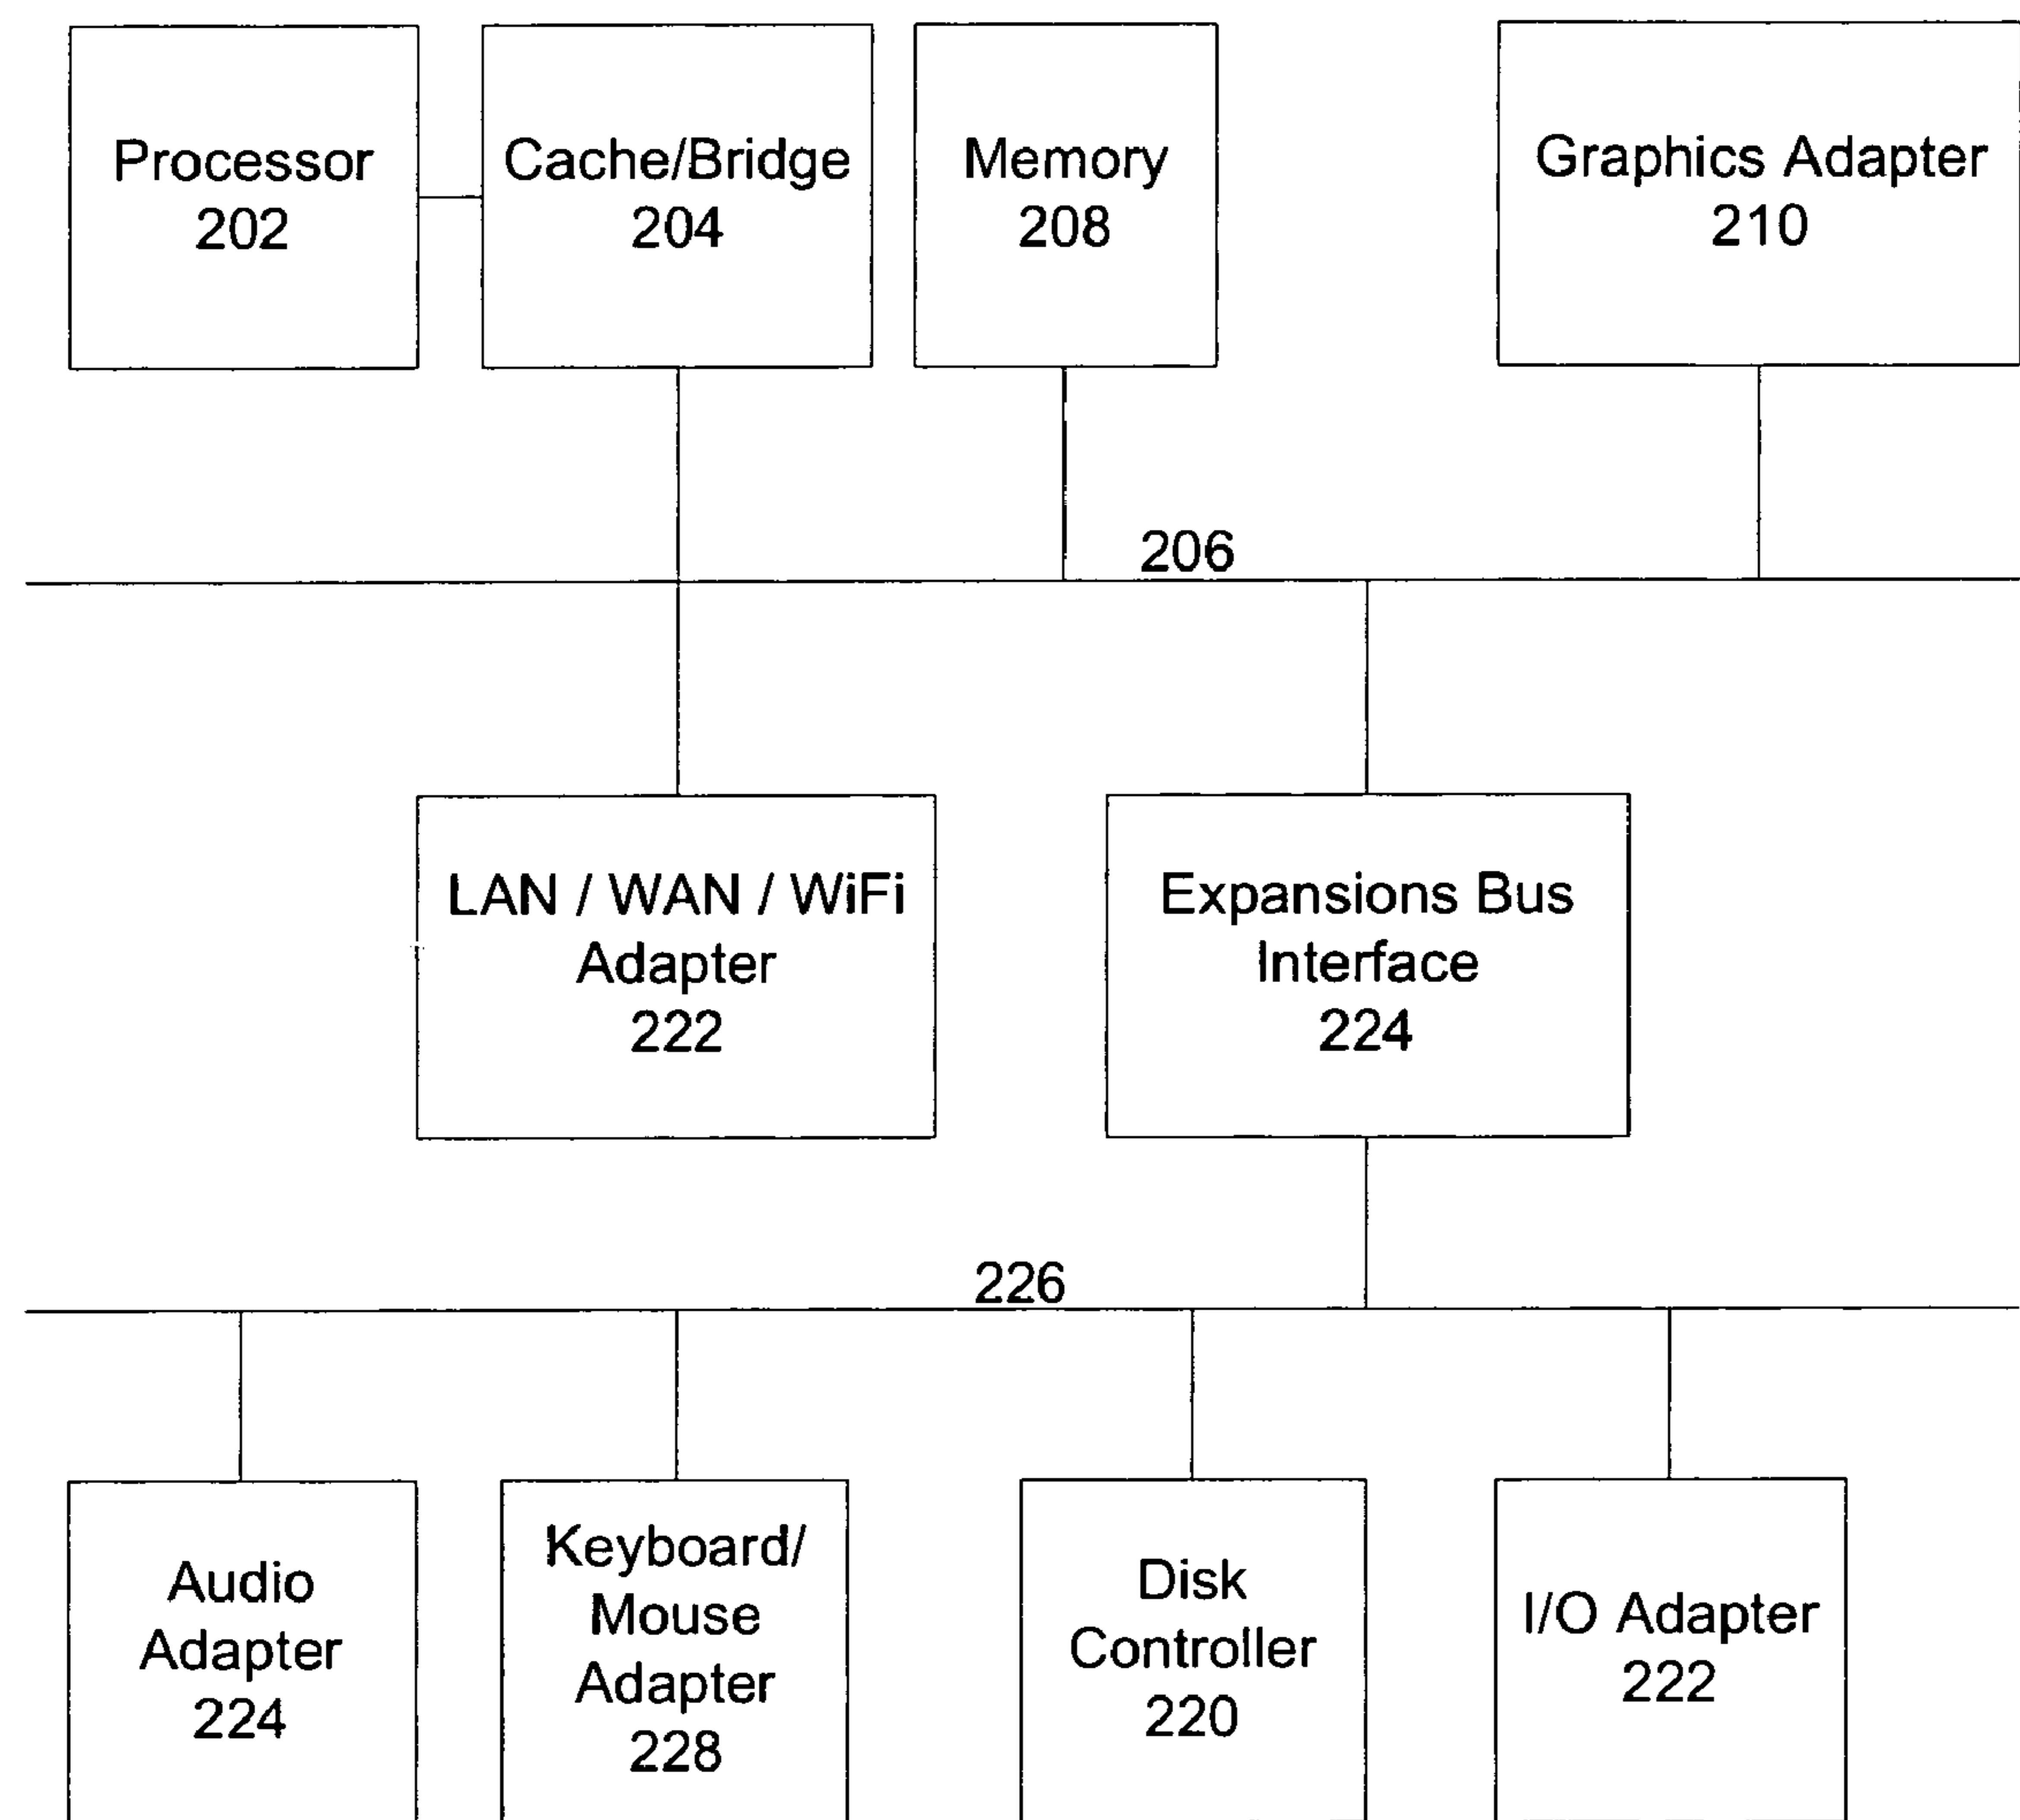 Processor
202
Cache/Bridge
204
Memory
208
Graphics Adapter
210
206
LAN / WAN / WiFi
Adapter
222
Expansions Bus
Interface
224
226
Audio
Adapter
224
Keyboard/
Mouse
Adapter
228
Disk
Controller
220
I/O Adapter
222